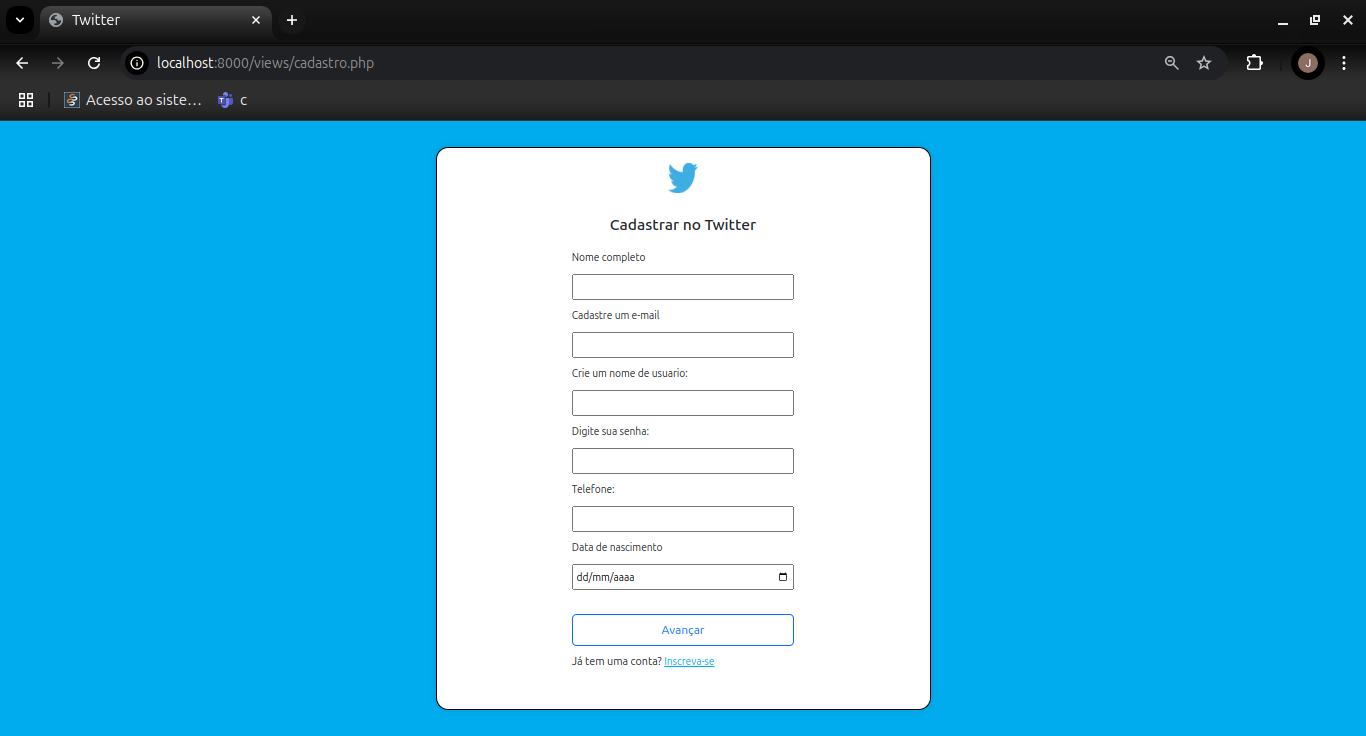 Twitter
localhost:8000/views/cadastro.php
J
Acesso ao siste...
c
Cadastrar no Twitter
Nome completo
Cadastre um e-mail
Crie um nome de usuario:
Digite sua senha:
Telefone:
Data de nascimento
dd/mm/aaaa
Avançar
Já tem uma conta? Inscreva-se